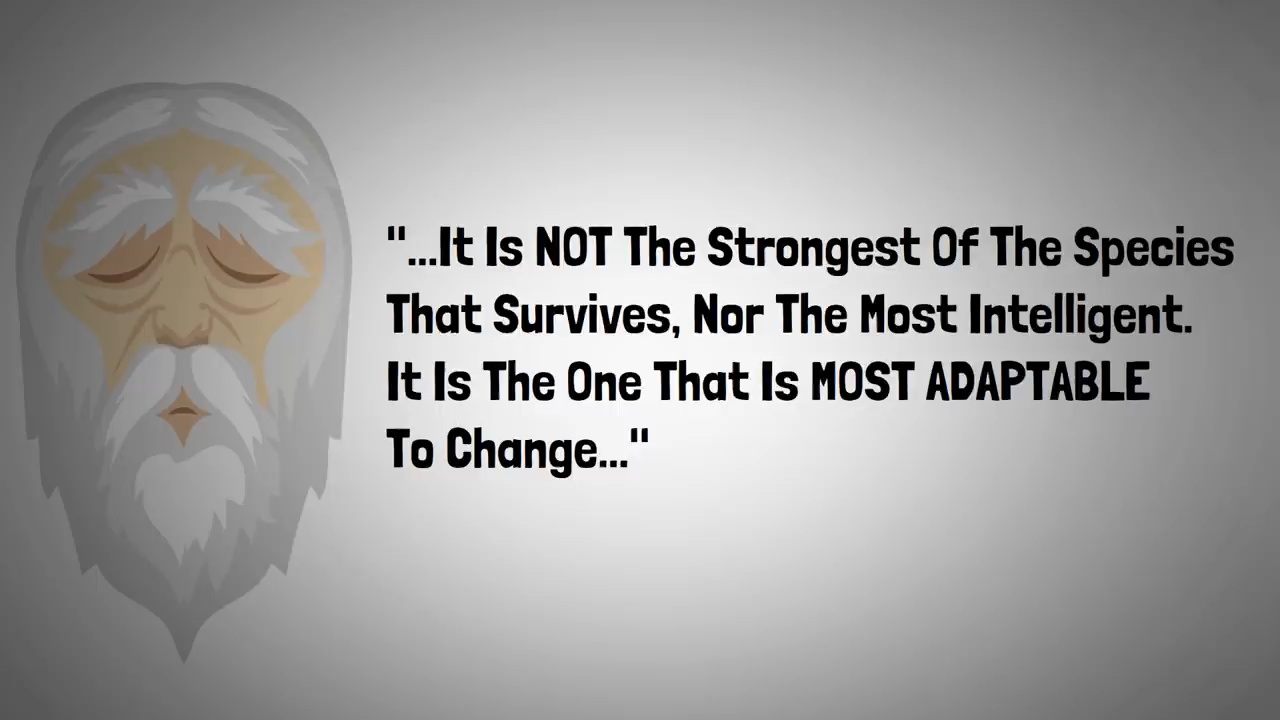 "...It Is NOT The Strongest Of The Species
That Survives, Nor The Most Intelligent.
It Is The One That Is MOST ADAPTABLE
To Change..."